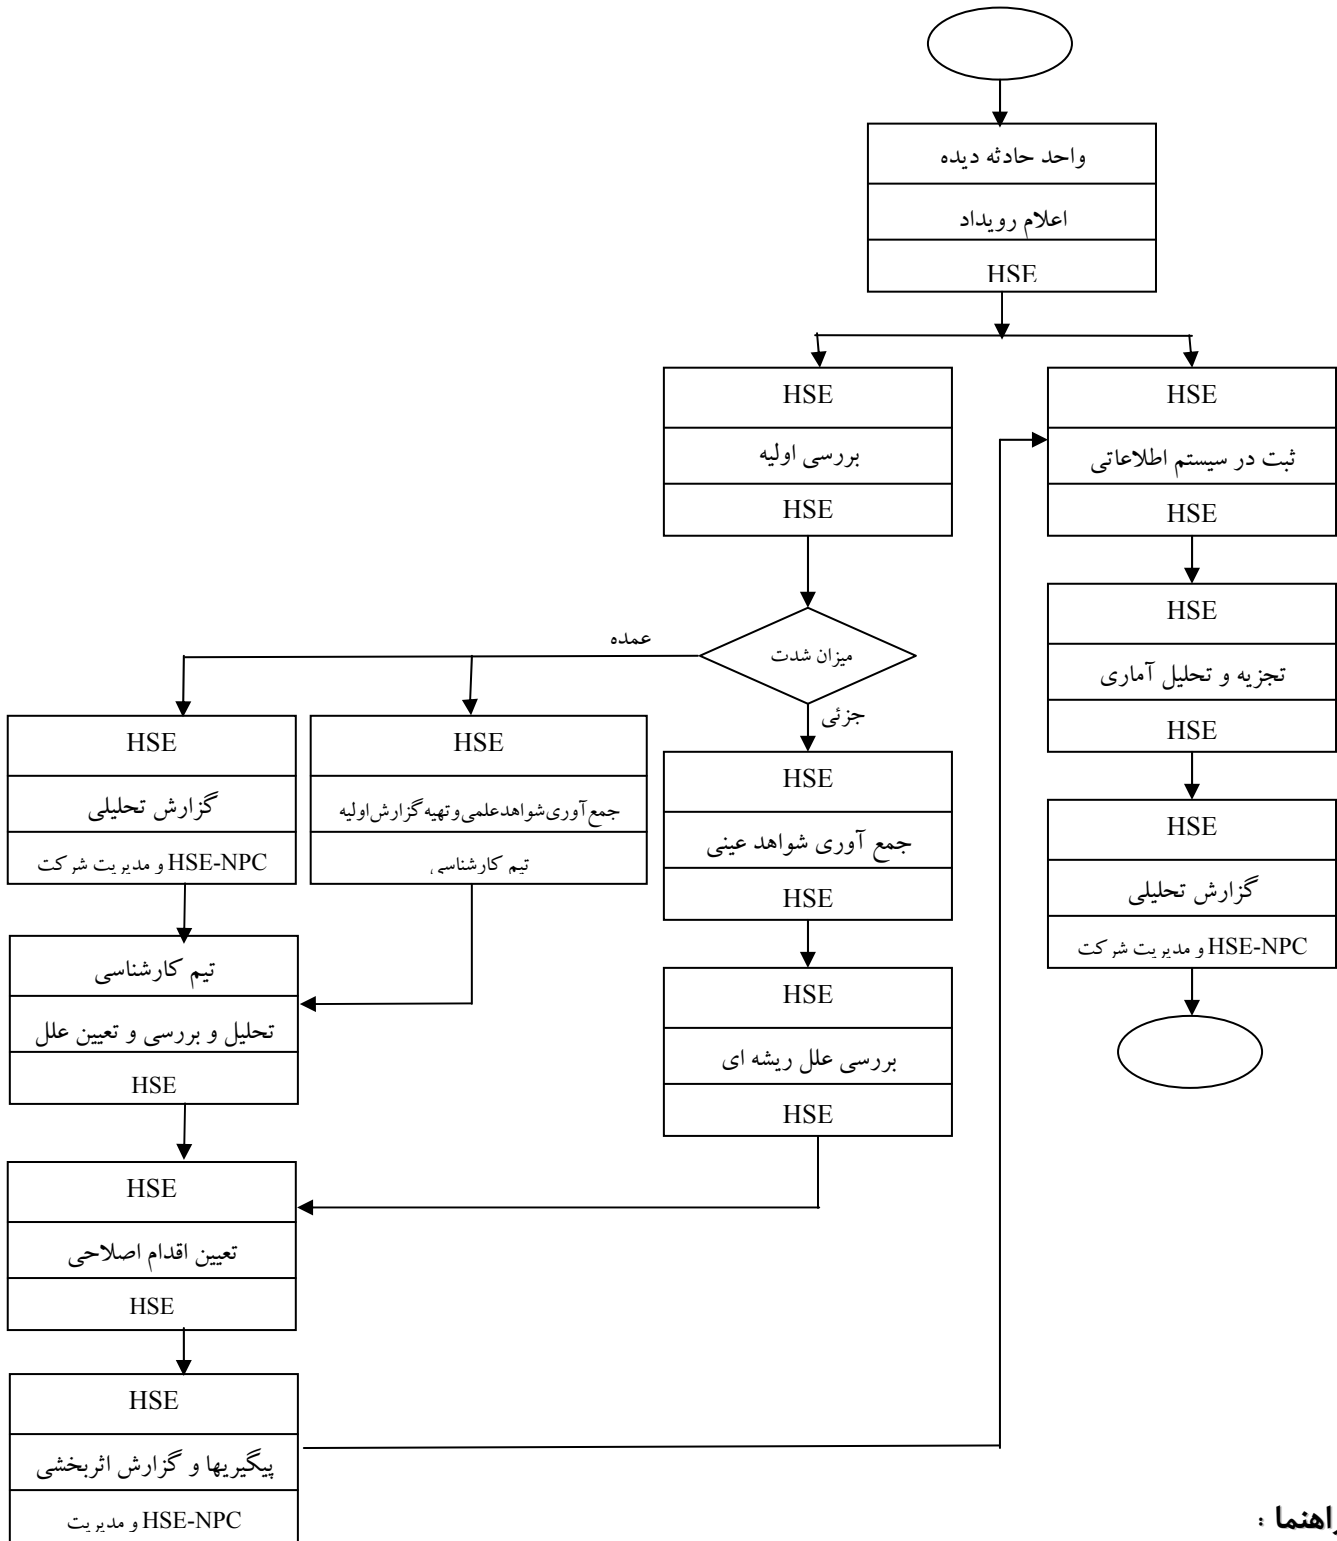 واحد حادثه دیده
اعلام رویداد
HSE
HSE
ثبت در سیستم اطلاعاتی
HSE
HSE
تجزیه و تحلیل آماری
HSE
HSE
گزارش تحلیلی
HSE-NPC و مدیریت شرکت
HSE
بررسی اولیه
HSE
میزان شدت
عمده
جزئی
HSE
جمع آوری شواهد عینی
HSE
HSE
بررسی علل ریشه ای
HSE
HSE
جمع آوری شواهدعلمی وتهیه گزارش اولیه
تیم کارشناسی
HSE
گزارش تحلیلی
HSE-NPC و مدیریت شرکت
تیم کارشناسی
تحلیل و بررسی و تعیین علل
HSE
HSE
تعیین اقدام اصلاحی
HSE
HSE
پیگیریها و گزارش اثربخشی
HSE-NPC و مدیریت
راهنما :